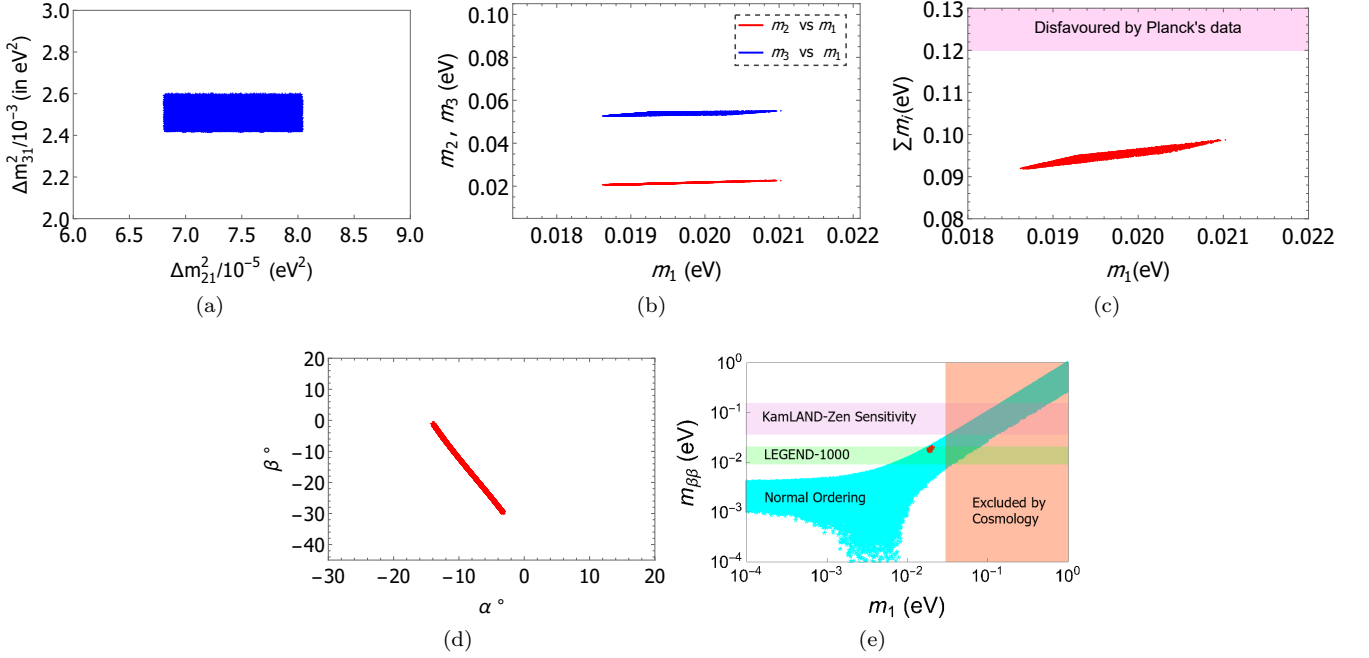 3.0
2.8
2.6
2.4
2.2
2.0
6.0 6.5 7.0 7.5 8.0 8.5 9.0
Δm²₃₁/10⁻³ (in eV²)
Δm²₂₁/10⁻⁵ (eV²)
(a)
0.10
0.08
0.06
0.04
0.02
0.018 0.019 0.020 0.021 0.022
m₂, m₃ (eV)
m₁ (eV)
m₂ vs m₁
m₃ vs m₁
(b)
0.13
0.12
0.11
0.10
0.09
0.08
0.018 0.019 0.020 0.021 0.022
Σmᵢ(eV)
m₁(eV)
Disfavoured by Planck's data
(c)
20
10
0
−10
−20
−30
−40
−30 −20 −10 0 10 20
β°
α°
(d)
10⁰
10⁻¹
10⁻²
10⁻³
10⁻⁴
10⁻⁴ 10⁻³ 10⁻² 10⁻¹ 10⁰
m_ββ (eV)
m₁ (eV)
KamLAND-Zen Sensitivity
LEGEND-1000
Normal Ordering
Excluded by
Cosmology
(e)